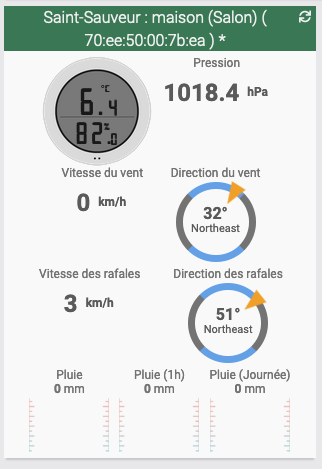 Saint-Sauveur : maison (Salon) (
70:ee:50:00:7b:ea ) *
Pression
1018.4 hPa
6.4 °C
82.0 %
Vitesse du vent
0 km/h
Direction du vent
32°
Northeast
Vitesse des rafales
3 km/h
Direction des rafales
51°
Northeast
Pluie
0 mm
Pluie (1h)
0 mm
Pluie (Journée)
0 mm